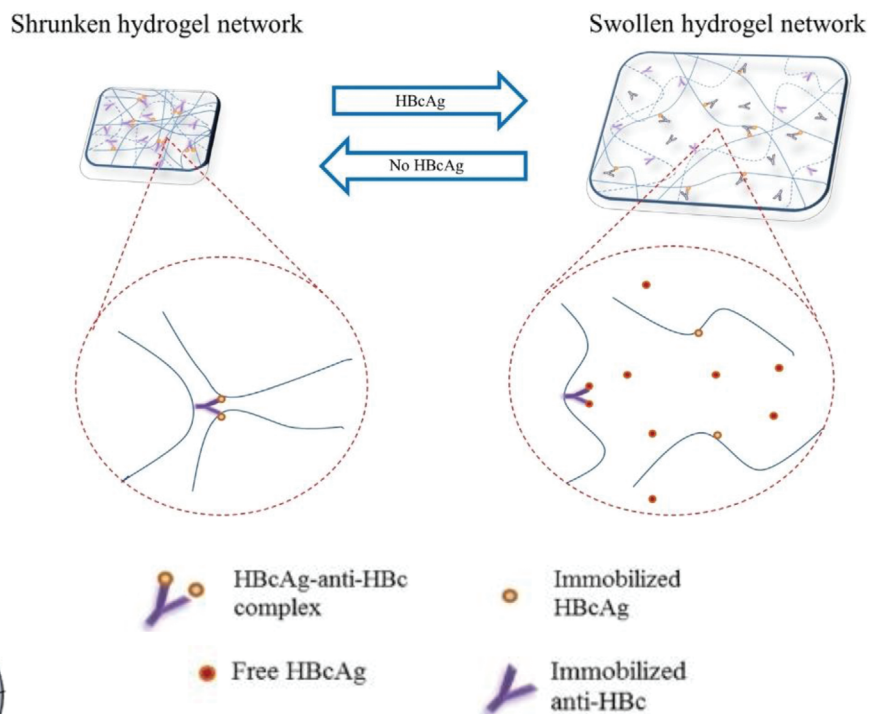 Shrunken hydrogel network
Swollen hydrogel network
HBcAg
No HBcAg
HBcAg-anti-HBc
complex
Immobilized
HBcAg
Free HBcAg
Immobilized
anti-HBc